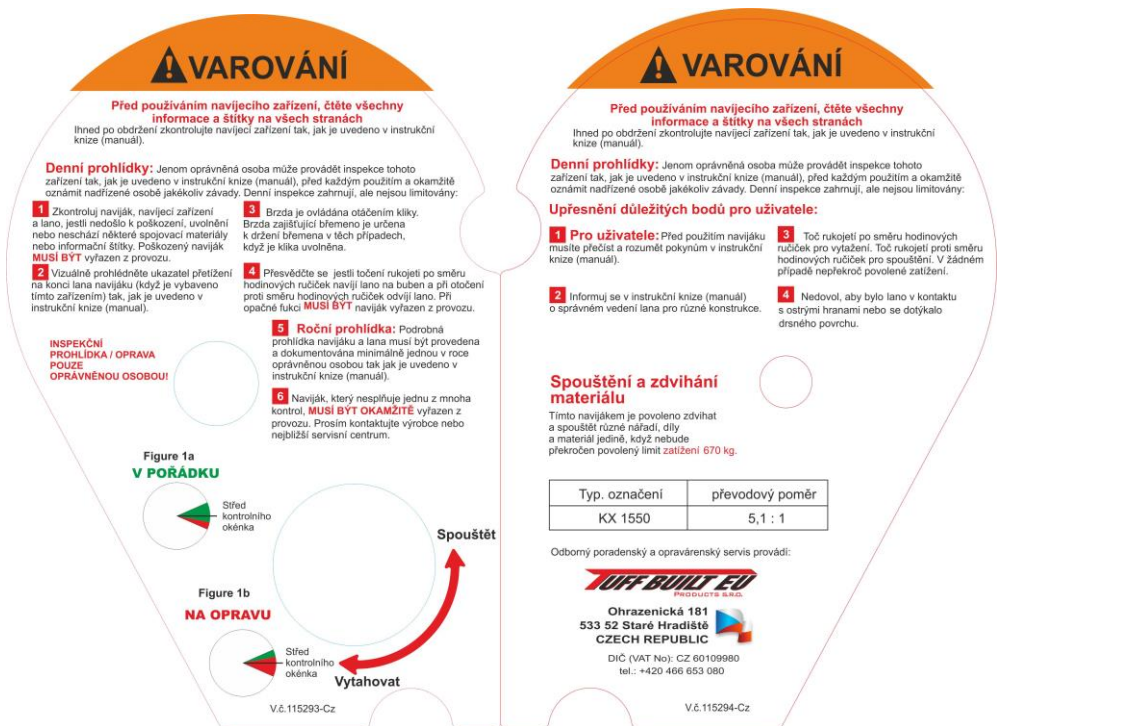 VAROVÁNÍ
Před používáním navíjecího zařízení, čtěte všechny
informace a štítky na všech stranách
Ihned po obdržení zkontrolujte navíjecí zařízení tak, jak je uvedeno v instrukční
knize (manuál).
Denní prohlídky: Jenom oprávněná osoba může provádět inspekce tohoto
zařízení tak, jak je uvedeno v instrukční knize (manuál), před každým použitím a okamžitě
oznámit nadřízené osobě jakékoliv závady. Denní inspekce zahrnují, ale nejsou limitovány:
1 Zkontroluj naviják, navíjecí zařízení
a lano, jestli nedošlo k poškození, uvolnění
nebo neschází některé spojovací materiály
nebo informační štítky. Poškozený naviják
MUSÍ BÝT vyřazen z provozu.
2 Vizuálně prohlédněte ukazatel přetížení
na konci lana navijáku (když je vybaveno
tímto zařízením) tak, jak je uvedeno v
instrukční knize (manual).
3 Brzda je ovládána otáčením kliky.
Brzda zajišťující břemeno je určena
k držení břemena v těch případech,
když je klika uvolněna.
4 Přesvědčte se jestli točení rukojeti po směru
hodinových ručiček navíjí lano na buben a při otočení
proti směru hodinových ručiček odvíjí lano. Při
opačné fukci MUSÍ BÝT naviják vyřazen z provozu.
5 Roční prohlídka: Podrobná
prohlídka navijáku a lana musí být provedena
a dokumentována minimálně jednou v roce
oprávněnou osobou tak jak je uvedeno v
instrukční knize (manuál).
6 Naviják, který nesplňuje jednu z mnoha
kontrol, MUSÍ BÝT OKAMŽITĚ vyřazen z
provozu. Prosím kontaktujte výrobce nebo
nejbližší servisní centrum.
INSPEKČNÍ
PROHLÍDKA / OPRAVA
POUZE
OPRÁVNĚNOU OSOBOU!
Figure 1a
V POŘÁDKU
Střed
kontrolního
okénka
Figure 1b
NA OPRAVU
Střed
kontrolního
okénka
Spouštět
Vytahovat
V.č.115293-Cz
VAROVÁNÍ
Před používáním navíjecího zařízení, čtěte všechny
informace a štítky na všech stranách
Ihned po obdržení zkontrolujte navíjecí zařízení tak, jak je uvedeno v instrukční
knize (manuál).
Denní prohlídky: Jenom oprávněná osoba může provádět inspekce tohoto
zařízení tak, jak je uvedeno v instrukční knize (manuál), před každým použitím a okamžitě
oznámit nadřízené osobě jakékoliv závady. Denní inspekce zahrnují, ale nejsou limitovány:
Upřesnění důležitých bodů pro uživatele:
1 Pro uživatele: Před použitím navijáku
musíte přečíst a rozumět pokynům v instrukční
knize (manuál).
2 Informuj se v instrukční knize (manuál)
o správném vedení lana pro různé konstrukce.
3 Toč rukojetí po směru hodinových
ručiček pro vytažení. Toč rukojetí proti směru
hodinových ručiček pro spouštění. V žádném
případě nepřekroč povolené zatížení.
4 Nedovol, aby bylo lano v kontaktu
s ostrými hranami nebo se dotýkalo
drsného povrchu.
Spouštění a zdvihání
materiálu
Tímto navijákem je povoleno zdvihat
a spouštět různé nářadí, díly
a materiál jedině, když nebude
překročen povolený limit zatížení 670 kg.
Typ. označení převodový poměr
KX 1550 5,1 : 1
Odborný poradenský a opravárenský servis provádí:
TUFF BUILT EU
PRODUCTS S.R.O.
Ohrazenická 181
533 52 Staré Hradiště
CZECH REPUBLIC
DIČ (VAT No): CZ 60109980
tel.: +420 466 653 080
V.č.115294-Cz